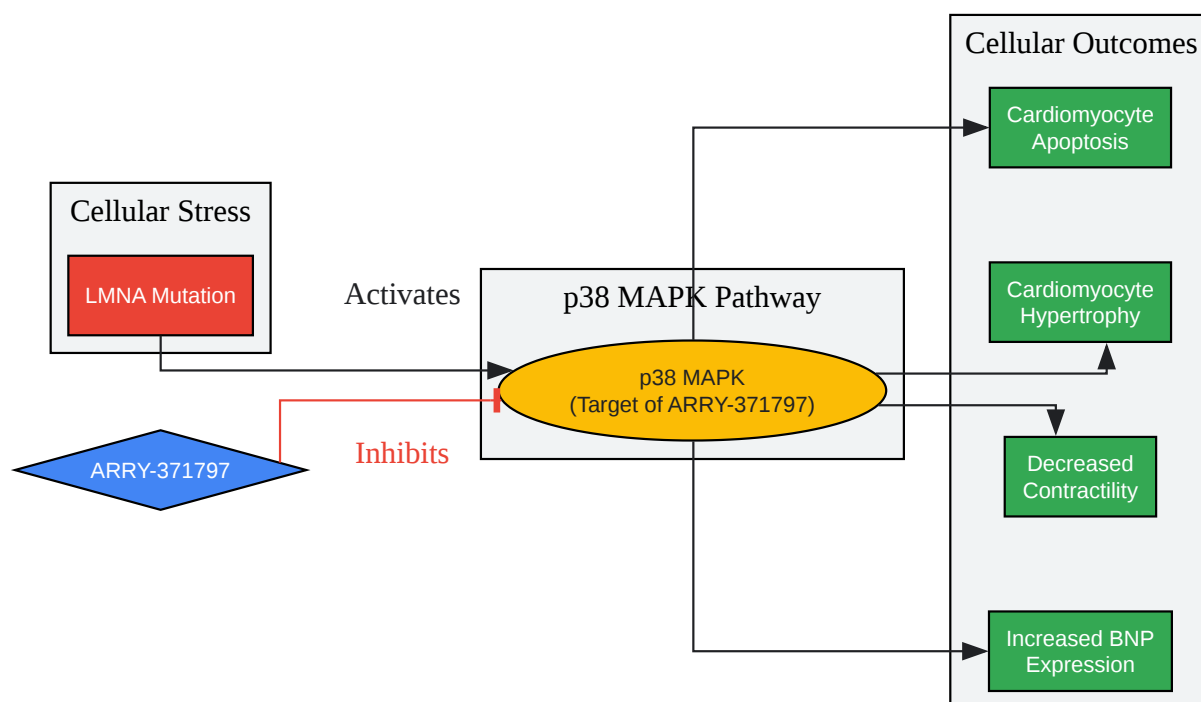 Cellular Outcomes
Cardiomyocyte
Apoptosis
Cellular Stress
LMNA Mutation
Activates
p38 MAPK Pathway
Cardiomyocyte
Hypertrophy
p38 MAPK
(Target of ARRY-371797)
Inhibits
ARRY-371797
Decreased
Contractility
Increased BNP
Expression